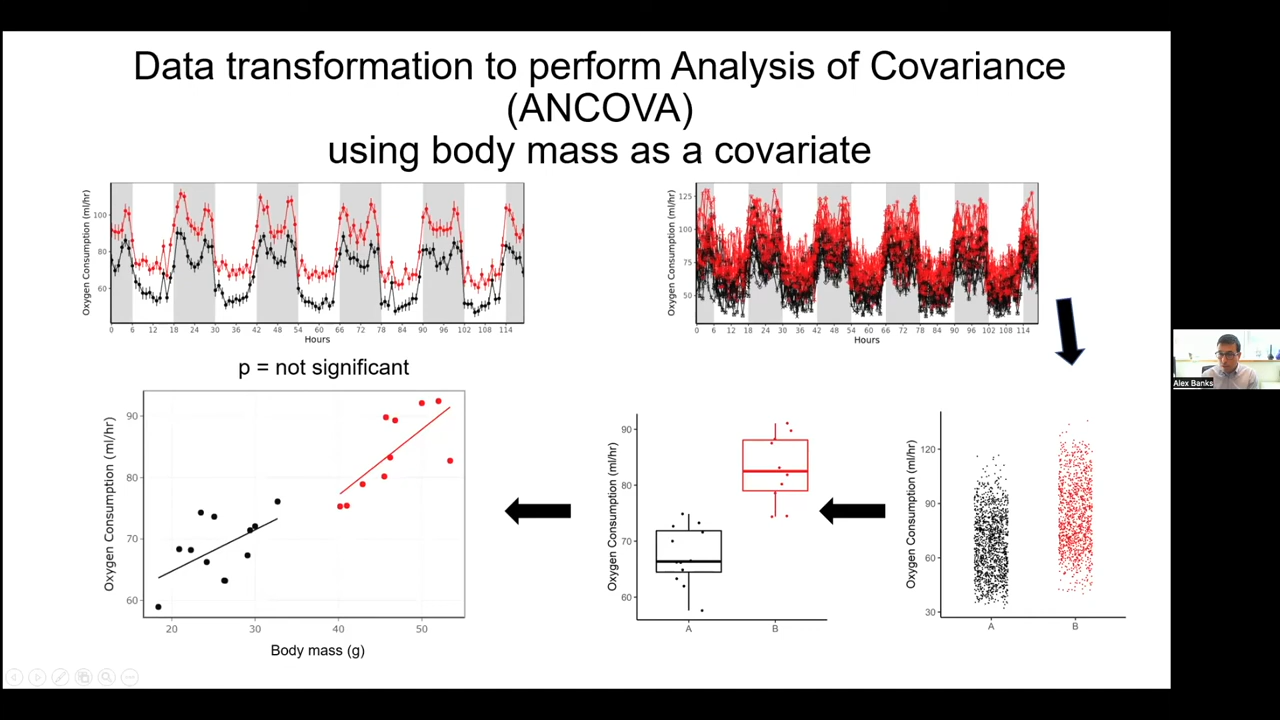 Data transformation to perform Analysis of Covariance
(ANCOVA)
using body mass as a covariate
Oxygen Consumption (ml/hr)
100
80
60
0 6 12 18 24 30 36 42 48 54 60 66 72 78 84 90 96 102 108 114
Hours
Oxygen Consumption (ml/hr)
125
100
75
50
0 6 12 18 24 30 36 42 48 54 60 66 72 78 84 90 96 102 108 114
Hours
p = not significant
Oxygen Consumption (ml/hr)
90
80
70
60
20 30 40 50
Body mass (g)
Oxygen Consumption (ml/hr)
90
80
70
60
A B
Oxygen Consumption (ml/hr)
120
90
60
30
A B
Alex Banks